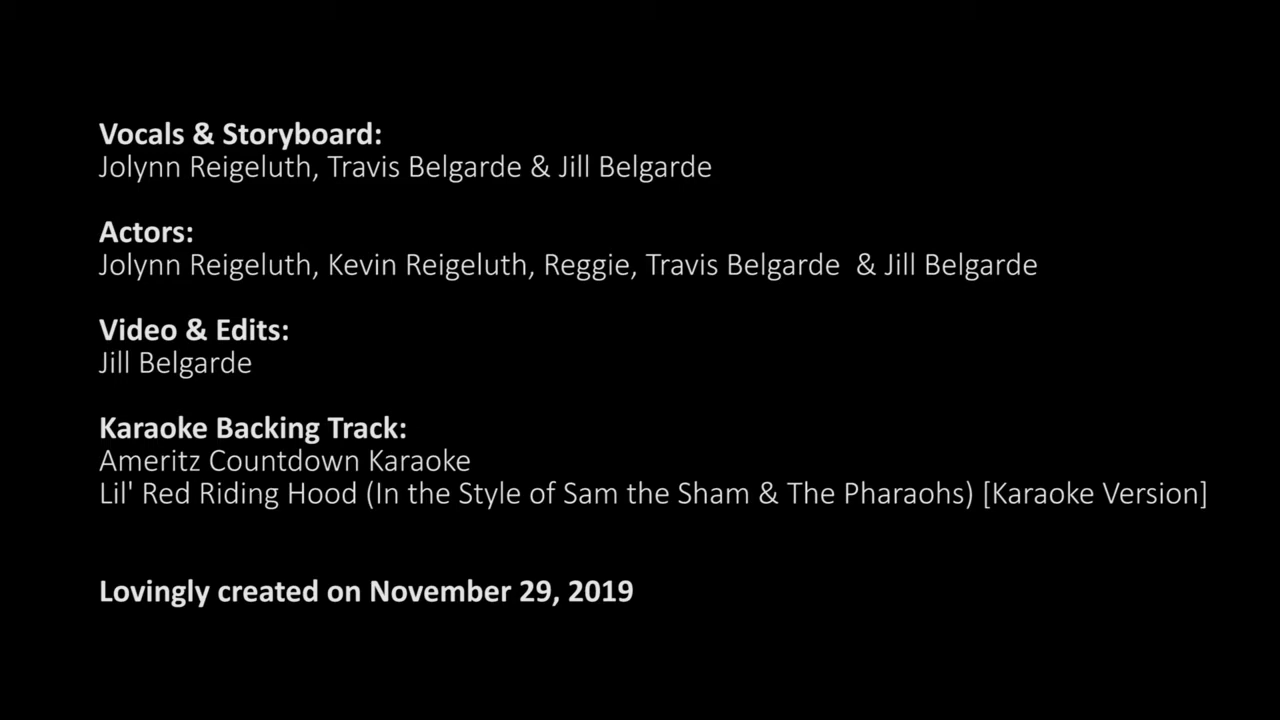 Vocals & Storyboard:
Jolynn Reigeluth, Travis Belgarde & Jill Belgarde
Actors:
Jolynn Reigeluth, Kevin Reigeluth, Reggie, Travis Belgarde & Jill Belgarde
Video & Edits:
Jill Belgarde
Karaoke Backing Track:
Ameritz Countdown Karaoke
Lil' Red Riding Hood (In the Style of Sam the Sham & The Pharaohs) [Karaoke Version]
Lovingly created on November 29, 2019